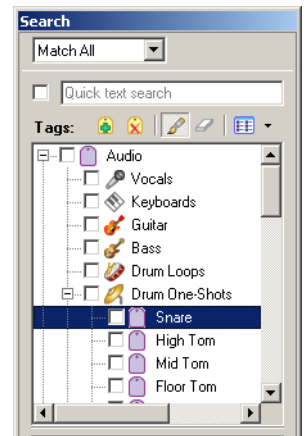 Search
Match All
Quick text search
Tags:
Audio
Vocals
Keyboards
Guitar
Bass
Drum Loops
Drum One-Shots
Snare
High Tom
Mid Tom
Floor Tom